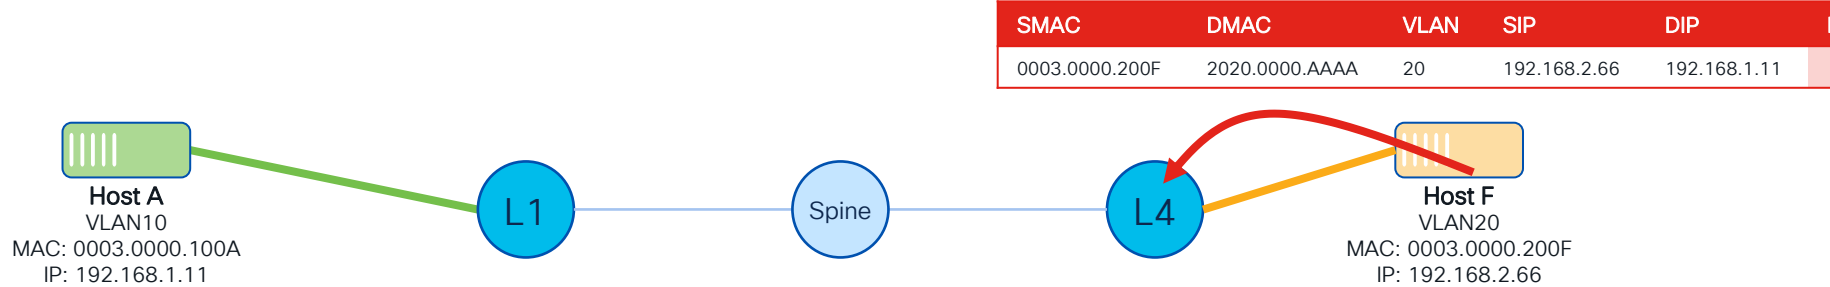 SMAC DMAC VLAN SIP DIP
0003.0000.200F 2020.0000.AAAA 20 192.168.2.66 192.168.1.11
Host A
VLAN10
MAC: 0003.0000.100A
IP: 192.168.1.11
L1
Spine
L4
Host F
VLAN20
MAC: 0003.0000.200F
IP: 192.168.2.66